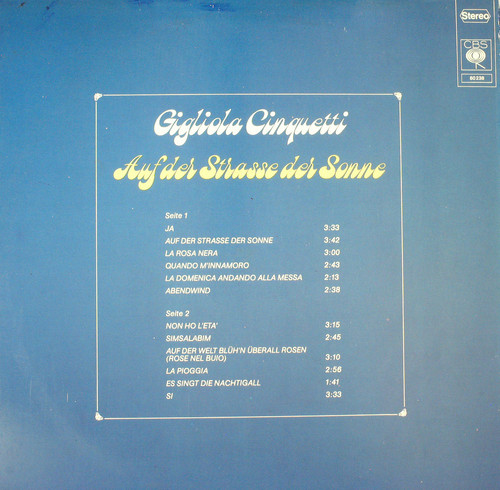 Stereo
CBS
80 236
Gigliola Cinquetti
Auf der Strasse der Sonne
Seite 1
JA 3:33
AUF DER STRASSE DER SONNE 3:42
LA ROSA NERA 3:00
QUANDO M'INNAMORO 2:43
LA DOMENICA ANDANDO ALLA MESSA 2:13
ABENDWIND 2:38
Seite 2
NON HO L'ETA' 3:15
SIMSALABIM 2:45
AUF DER WELT BLÜH'N ÜBERALL ROSEN
(ROSE NEL BUIO) 3:10
LA PIOGGIA 2:56
ES SINGT DIE NACHTIGALL 1:41
SI 3:33